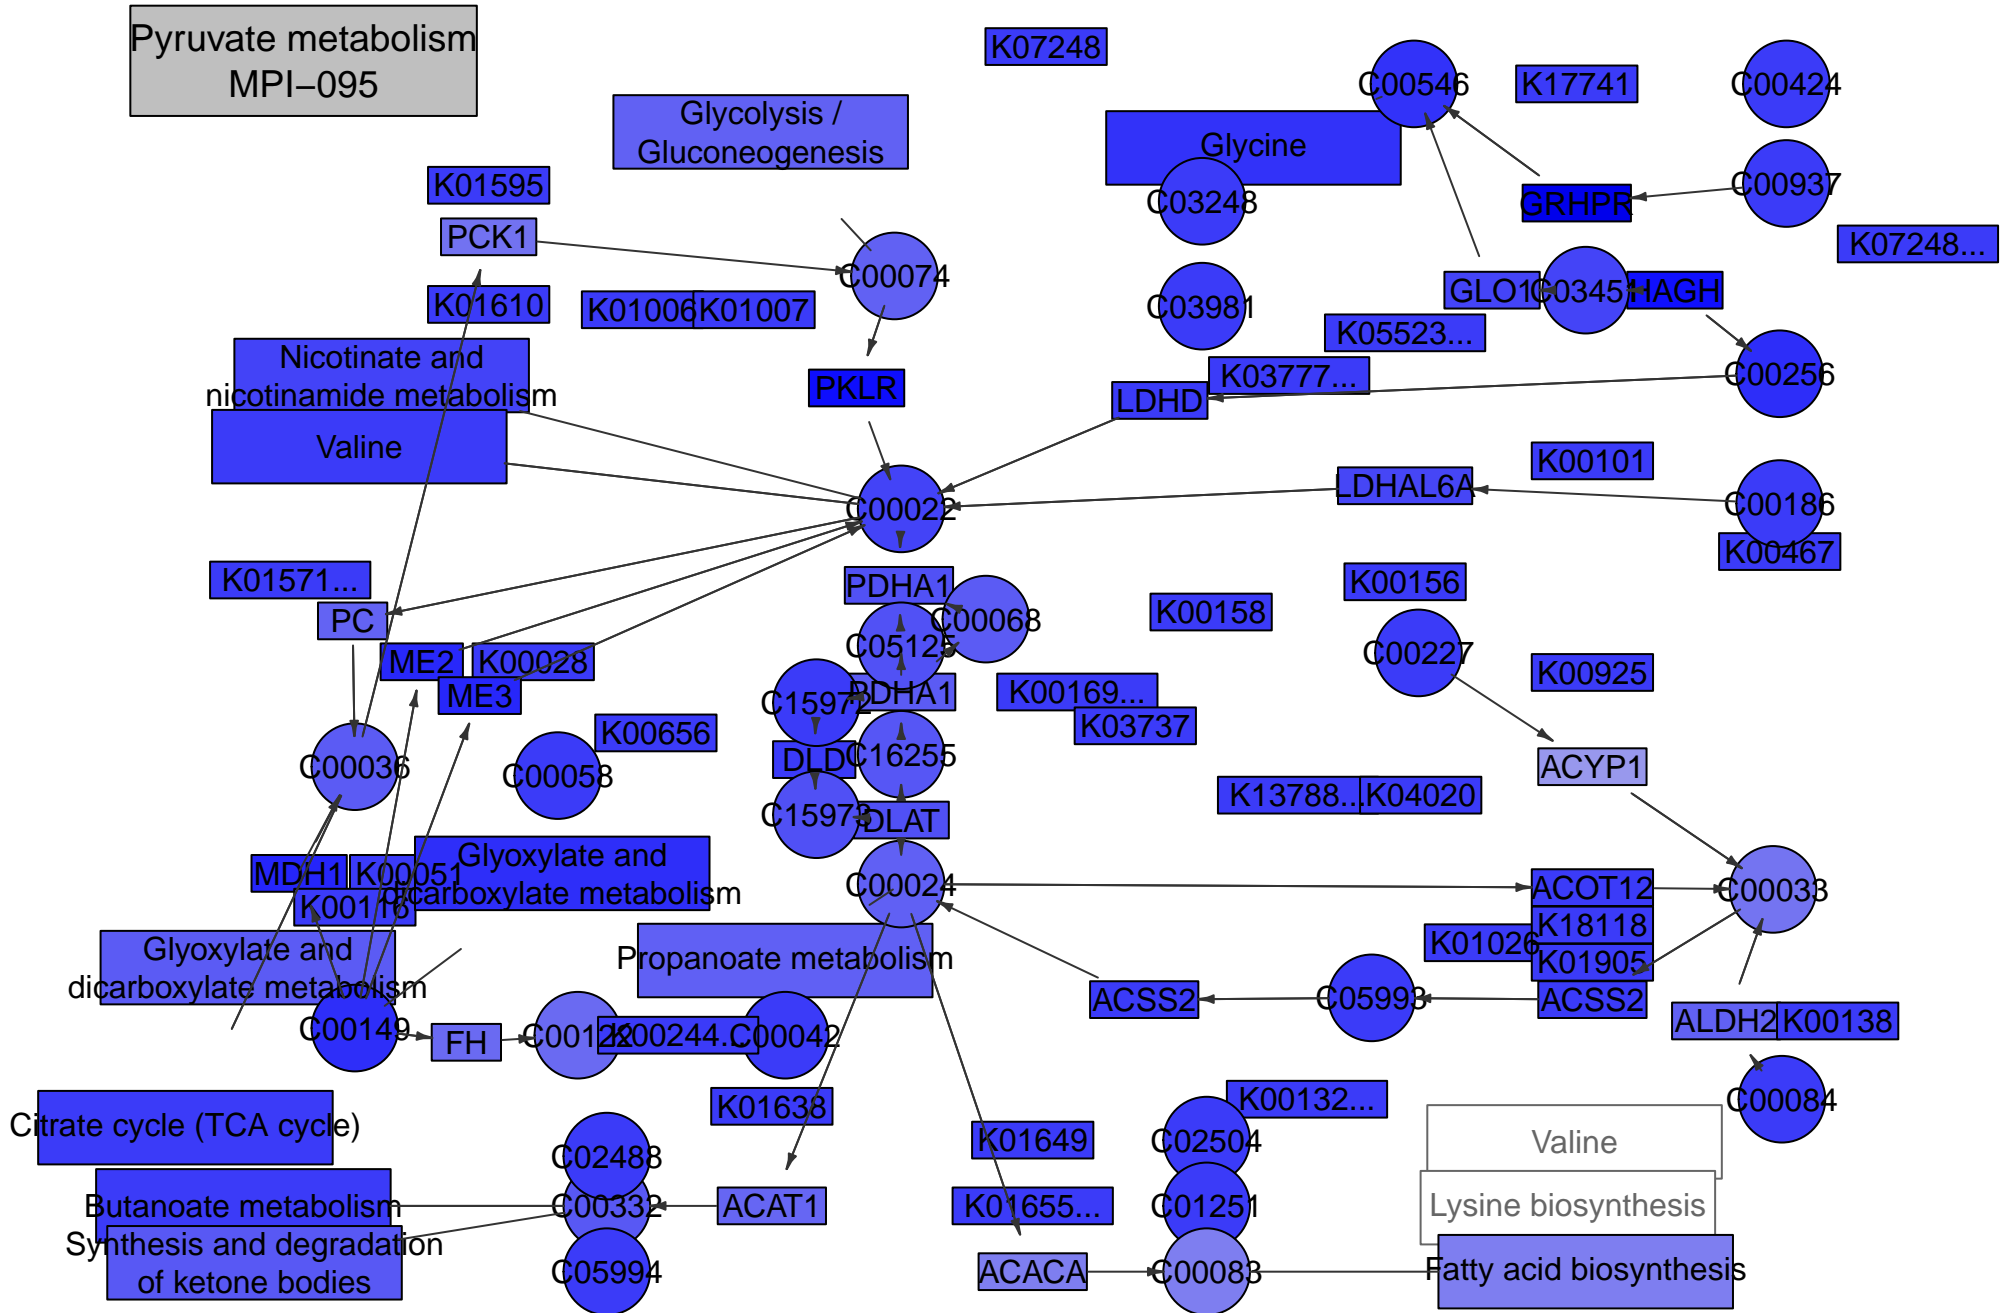 Pyruvate metabolism
MPI−095
K07248
C00546
K17741
C00424
Glycolysis /
Gluconeogenesis
Glycine
K01595
C03248
GRHPR
C00937
PCK1
K07248...
C00074
K01610
K01006
K01007
C03981
GLO1
C03451
HAGH
K05523...
Nicotinate and
nicotinamide metabolism
PKLR
K03777...
LDHD
C00256
Valine
K00101
LDHAL6A
C00022
C00186
K00467
K01571...
PDHA1
K00156
PC
C00068
K00158
C05125
C00227
ME2
K00028
ME3
K00925
C15972
PDHA1
K00169...
K03737
K00656
DLD
C16255
C00036
C00058
ACYP1
K13788...
K04020
C15973
DLAT
MDH1
K00051
Glyoxylate and
dicarboxylate metabolism
K00116
C00024
ACOT12
C00033
K18118
K01026
K01905
Glyoxylate and
dicarboxylate metabolism
Propanoate metabolism
ACSS2
C05993
ACSS2
C00149
FH
C00122
K00244...
C00042
ALDH2
K00138
K01638
K00132...
C00084
Citrate cycle (TCA cycle)
C02488
K01649
C02504
Valine
Butanoate metabolism
C00332
ACAT1
K01655...
C01251
Lysine biosynthesis
Synthesis and degradation
of ketone bodies
C05994
ACACA
C00083
Fatty acid biosynthesis